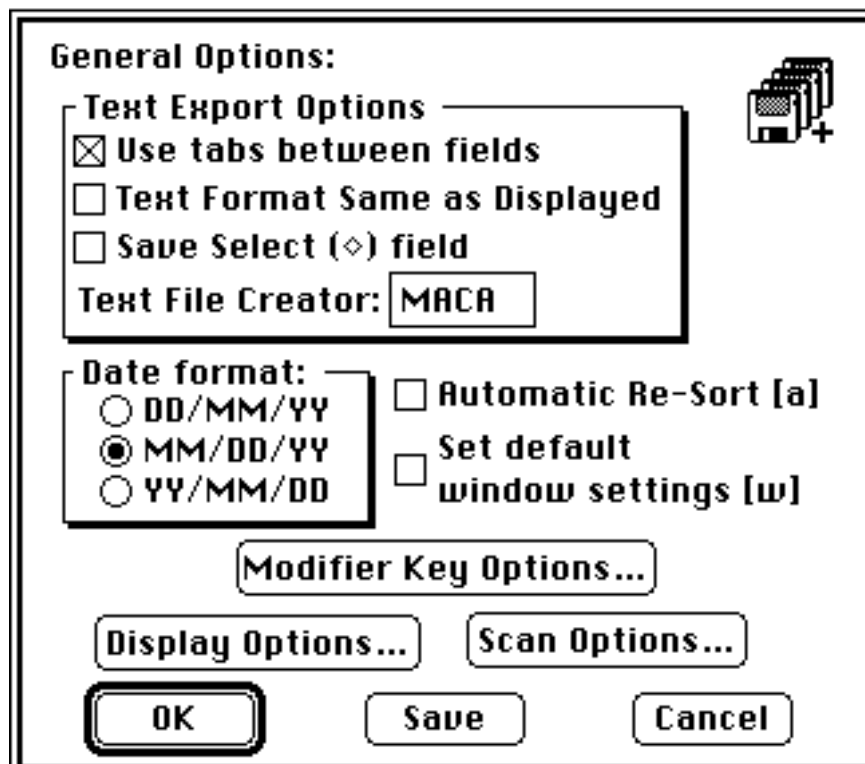 General Options:
Text Export Options
Use tabs between fields
Text Format Same as Displayed
Save Select (◇) field
Text File Creator: MACA
Date format:
DD/MM/YY
MM/DD/YY
YY/MM/DD
Automatic Re-Sort [a]
Set default
window settings [w]
Modifier Key Options...
Display Options...
Scan Options...
OK
Save
Cancel